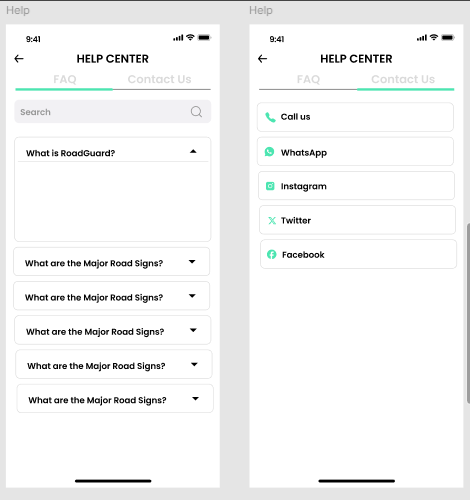 Help
9:41
HELP CENTER
FAQ Contact Us
Search
What is RoadGuard?
What are the Major Road Signs?
What are the Major Road Signs?
What are the Major Road Signs?
What are the Major Road Signs?
What are the Major Road Signs?
Help
9:41
HELP CENTER
FAQ Contact Us
Call us
WhatsApp
Instagram
Twitter
Facebook